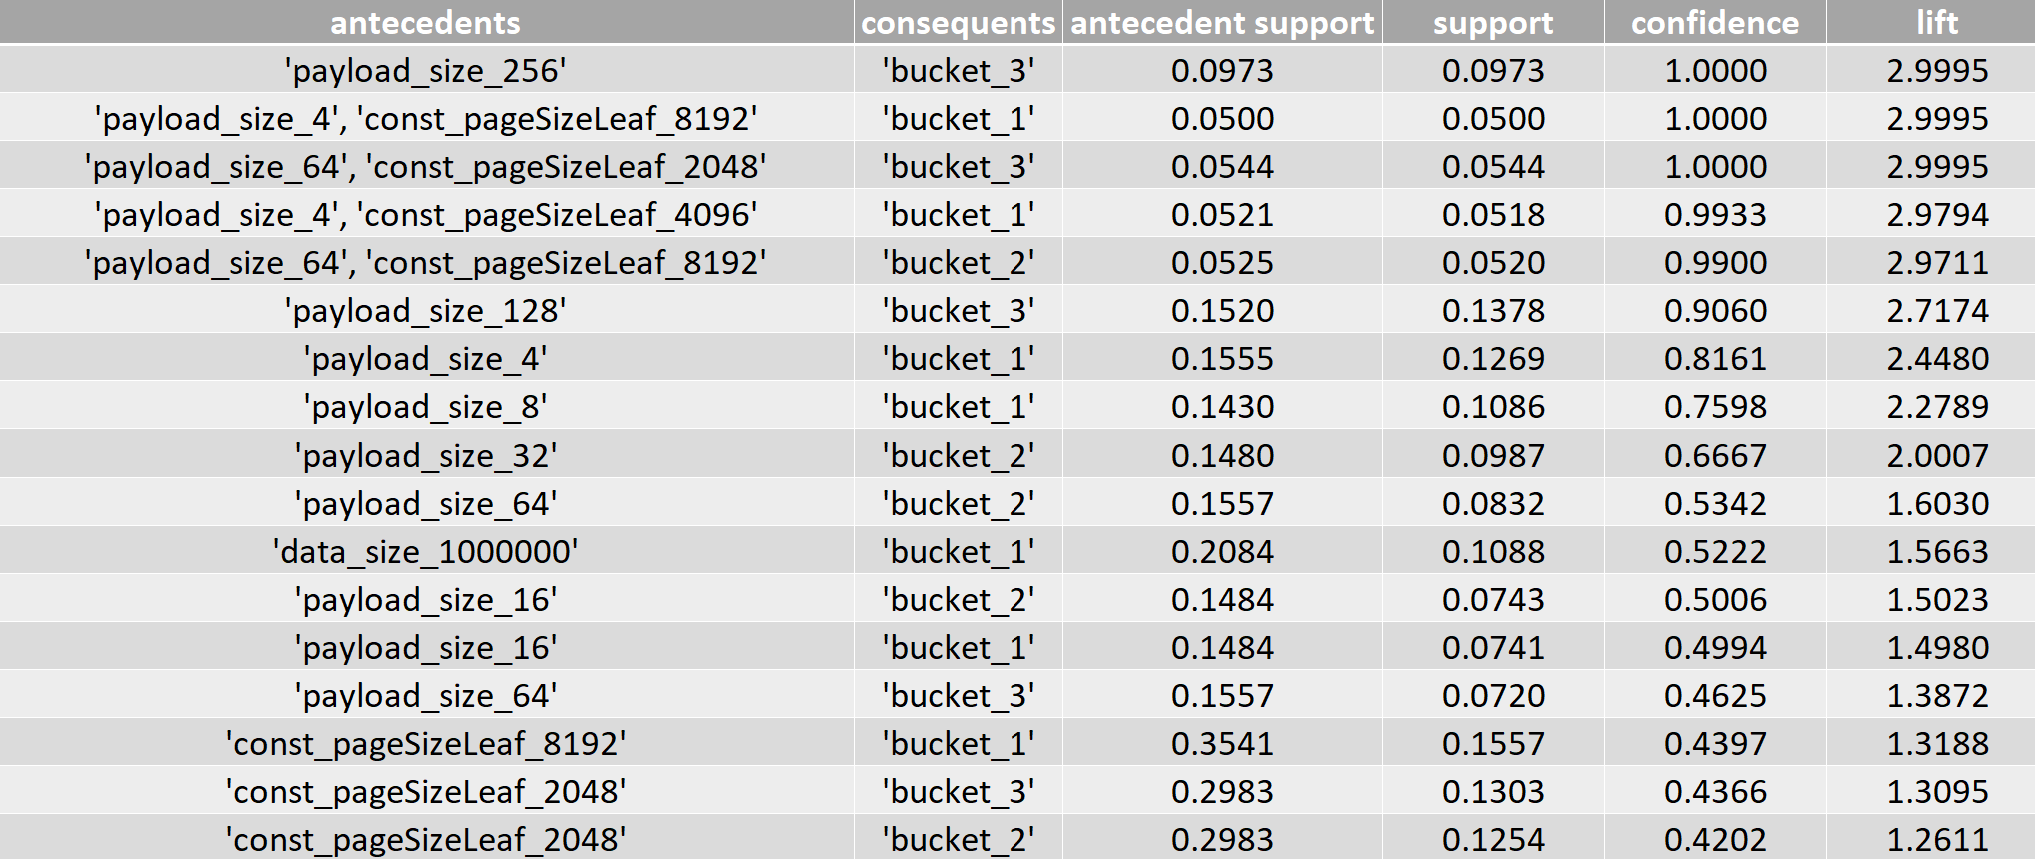 antecedents consequents antecedent support support confidence lift
'payload_size_256' 'bucket_3' 0.0973 0.0973 1.0000 2.9995
'payload_size_4', 'const_pageSizeLeaf_8192' 'bucket_1' 0.0500 0.0500 1.0000 2.9995
'payload_size_64', 'const_pageSizeLeaf_2048' 'bucket_3' 0.0544 0.0544 1.0000 2.9995
'payload_size_4', 'const_pageSizeLeaf_4096' 'bucket_1' 0.0521 0.0518 0.9933 2.9794
'payload_size_64', 'const_pageSizeLeaf_8192' 'bucket_2' 0.0525 0.0520 0.9900 2.9711
'payload_size_128' 'bucket_3' 0.1520 0.1378 0.9060 2.7174
'payload_size_4' 'bucket_1' 0.1555 0.1269 0.8161 2.4480
'payload_size_8' 'bucket_1' 0.1430 0.1086 0.7598 2.2789
'payload_size_32' 'bucket_2' 0.1480 0.0987 0.6667 2.0007
'payload_size_64' 'bucket_2' 0.1557 0.0832 0.5342 1.6030
'data_size_1000000' 'bucket_1' 0.2084 0.1088 0.5222 1.5663
'payload_size_16' 'bucket_2' 0.1484 0.0743 0.5006 1.5023
'payload_size_16' 'bucket_1' 0.1484 0.0741 0.4994 1.4980
'payload_size_64' 'bucket_3' 0.1557 0.0720 0.4625 1.3872
'const_pageSizeLeaf_8192' 'bucket_1' 0.3541 0.1557 0.4397 1.3188
'const_pageSizeLeaf_2048' 'bucket_3' 0.2983 0.1303 0.4366 1.3095
'const_pageSizeLeaf_2048' 'bucket_2' 0.2983 0.1254 0.4202 1.2611